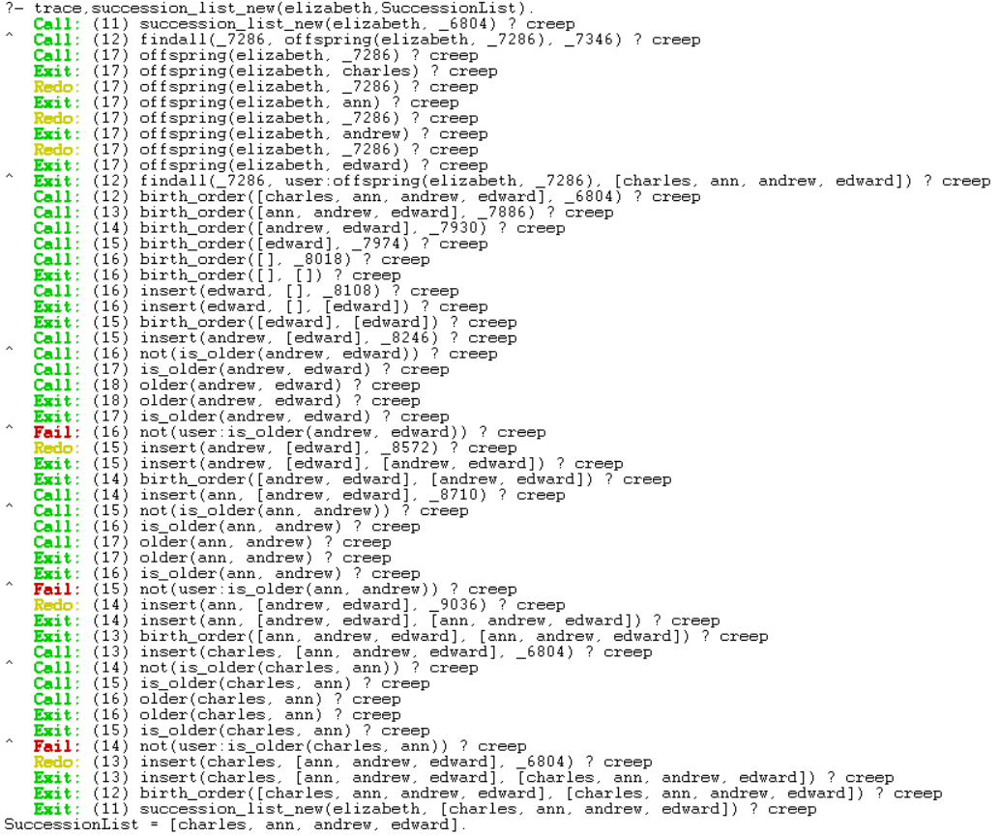 ?- trace,succession_list_new(elizabeth,SuccessionList).
Call: (11) succession_list_new(elizabeth, _6804) ? creep
^ Call: (12) findall(_7286, offspring(elizabeth, _7286), _7346) ? creep
Call: (17) offspring(elizabeth, _7286) ? creep
Exit: (17) offspring(elizabeth, charles) ? creep
Redo: (17) offspring(elizabeth, _7286) ? creep
Exit: (17) offspring(elizabeth, ann) ? creep
Redo: (17) offspring(elizabeth, _7286) ? creep
Exit: (17) offspring(elizabeth, andrew) ? creep
Redo: (17) offspring(elizabeth, _7286) ? creep
Exit: (17) offspring(elizabeth, edward) ? creep
^ Exit: (12) findall(_7286, user:offspring(elizabeth, _7286), [charles, ann, andrew, edward]) ? creep
Call: (12) birth_order([charles, ann, andrew, edward], _6804) ? creep
Call: (13) birth_order([ann, andrew, edward], _7886) ? creep
Call: (14) birth_order([andrew, edward], _7930) ? creep
Call: (15) birth_order([edward], _7974) ? creep
Call: (16) birth_order([], _8018) ? creep
Exit: (16) birth_order([], []) ? creep
Call: (16) insert(edward, [], _8108) ? creep
Exit: (16) insert(edward, [], [edward]) ? creep
Exit: (15) birth_order([edward], [edward]) ? creep
Call: (15) insert(andrew, [edward], _8246) ? creep
^ Call: (16) not(is_older(andrew, edward)) ? creep
Call: (17) is_older(andrew, edward) ? creep
Call: (18) older(andrew, edward) ? creep
Exit: (18) older(andrew, edward) ? creep
Exit: (17) is_older(andrew, edward) ? creep
^ Fail: (16) not(user:is_older(andrew, edward)) ? creep
Redo: (15) insert(andrew, [edward], _8572) ? creep
Exit: (15) insert(andrew, [edward], [andrew, edward]) ? creep
Exit: (14) birth_order([andrew, edward], [andrew, edward]) ? creep
Call: (14) insert(ann, [andrew, edward], _8710) ? creep
^ Call: (15) not(is_older(ann, andrew)) ? creep
Call: (16) is_older(ann, andrew) ? creep
Call: (17) older(ann, andrew) ? creep
Exit: (17) older(ann, andrew) ? creep
Exit: (16) is_older(ann, andrew) ? creep
^ Fail: (15) not(user:is_older(ann, andrew)) ? creep
Redo: (14) insert(ann, [andrew, edward], _9036) ? creep
Exit: (14) insert(ann, [andrew, edward], [ann, andrew, edward]) ? creep
Exit: (13) birth_order([ann, andrew, edward], [ann, andrew, edward]) ? creep
Call: (13) insert(charles, [ann, andrew, edward], _6804) ? creep
^ Call: (14) not(is_older(charles, ann)) ? creep
Call: (15) is_older(charles, ann) ? creep
Call: (16) older(charles, ann) ? creep
Exit: (16) older(charles, ann) ? creep
Exit: (15) is_older(charles, ann) ? creep
^ Fail: (14) not(user:is_older(charles, ann)) ? creep
Redo: (13) insert(charles, [ann, andrew, edward], _6804) ? creep
Exit: (13) insert(charles, [ann, andrew, edward], [charles, ann, andrew, edward]) ? creep
Exit: (12) birth_order([charles, ann, andrew, edward], [charles, ann, andrew, edward]) ? creep
Exit: (11) succession_list_new(elizabeth, [charles, ann, andrew, edward]) ? creep
SuccessionList = [charles, ann, andrew, edward].